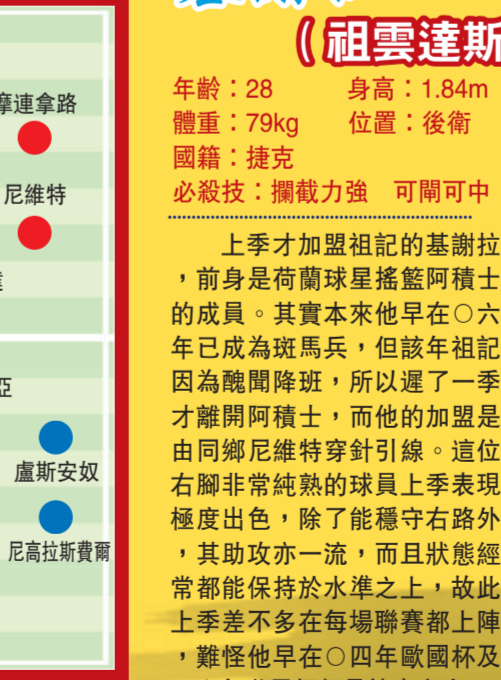 摩連拿路
尼維特
亞
盧斯安奴
尼高拉斯費爾
（祖雲達斯
年齡：28 身高：1.84m
體重：79kg 位置：後衛
國籍：捷克
必殺技：攔截力強 可閘可中
上季才加盟祖記的基謝拉
，前身是荷蘭球星搖籃阿積士
的成員。其實本來他早在○六
年已成為斑馬兵，但該年祖記
因為醜聞降班，所以遲了一季
才離開阿積士，而他的加盟是
由同鄉尼維特穿針引線。這位
右腳非常純熟的球員上季表現
極度出色，除了能穩守右路外
，其助攻亦一流，而且狀態經
常都能保持於水準之上，故此
上季差不多在每場聯賽都上陣
，難怪他早在○四年歐國杯及